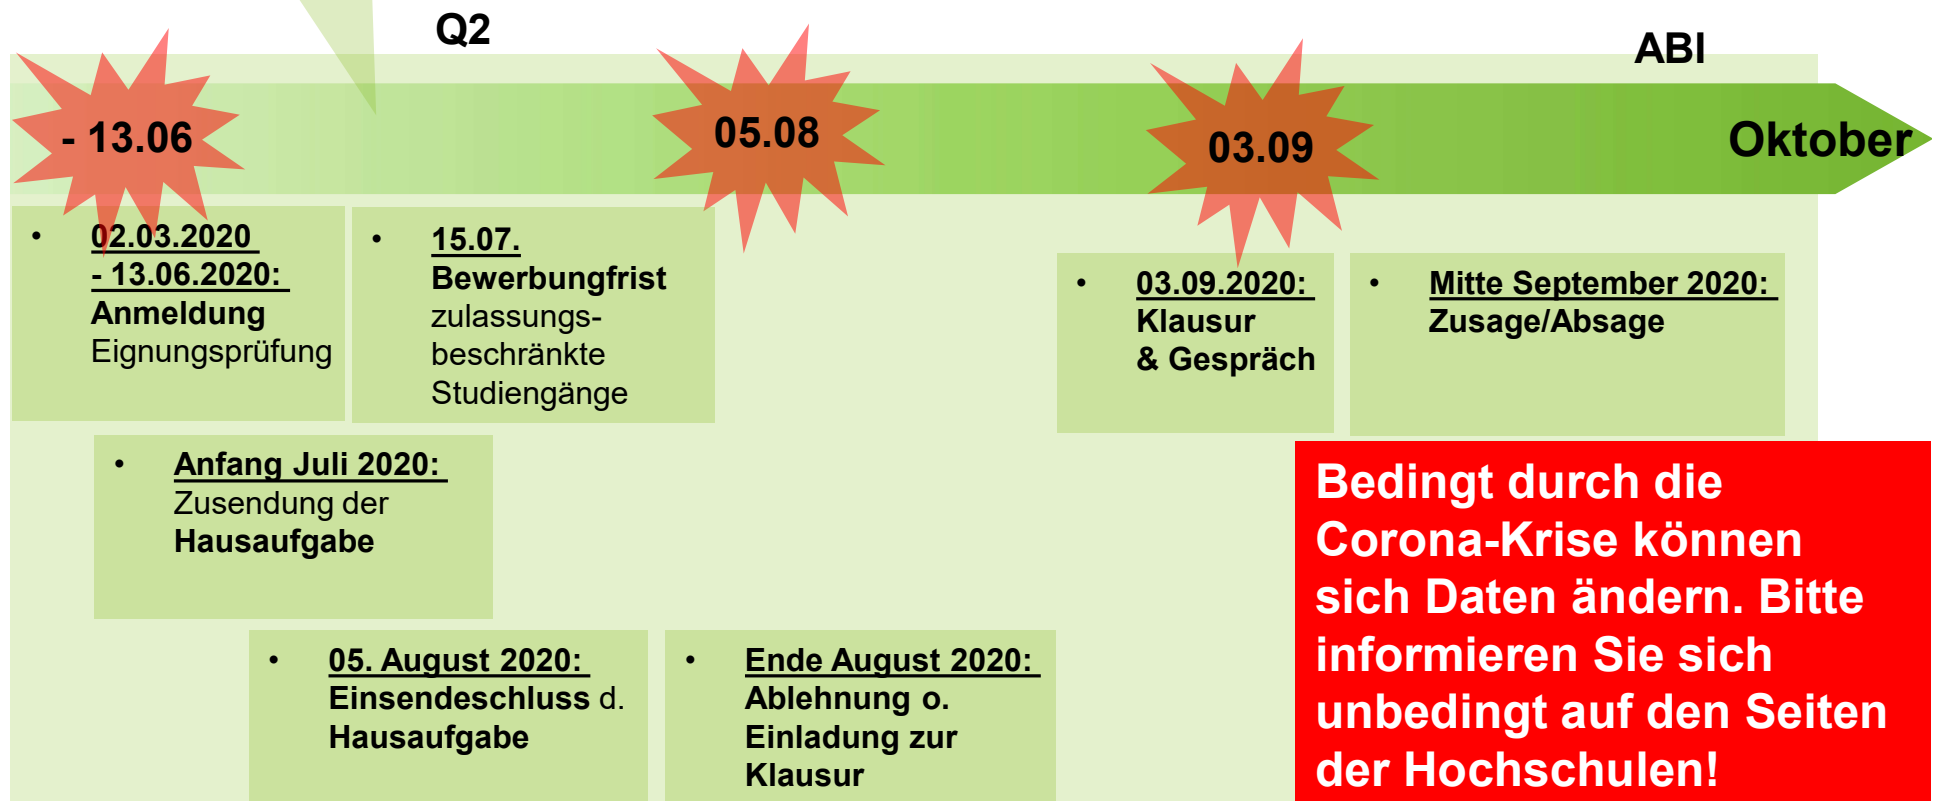 Q2
ABI
- 13.06
05.08
03.09
Oktober
• 02.03.2020
- 13.06.2020:
Anmeldung
Eignungsprüfung
• 15.07.
Bewerbungfrist
zulassungs-
beschränkte
Studiengänge
• 03.09.2020:
Klausur
& Gespräch
• Mitte September 2020:
Zusage/Absage
• Anfang Juli 2020:
Zusendung der
Hausaufgabe
• 05. August 2020:
Einsendeschluss d.
Hausaufgabe
• Ende August 2020:
Ablehnung o.
Einladung zur
Klausur
Bedingt durch die
Corona-Krise können
sich Daten ändern. Bitte
informieren Sie sich
unbedingt auf den Seiten
der Hochschulen!